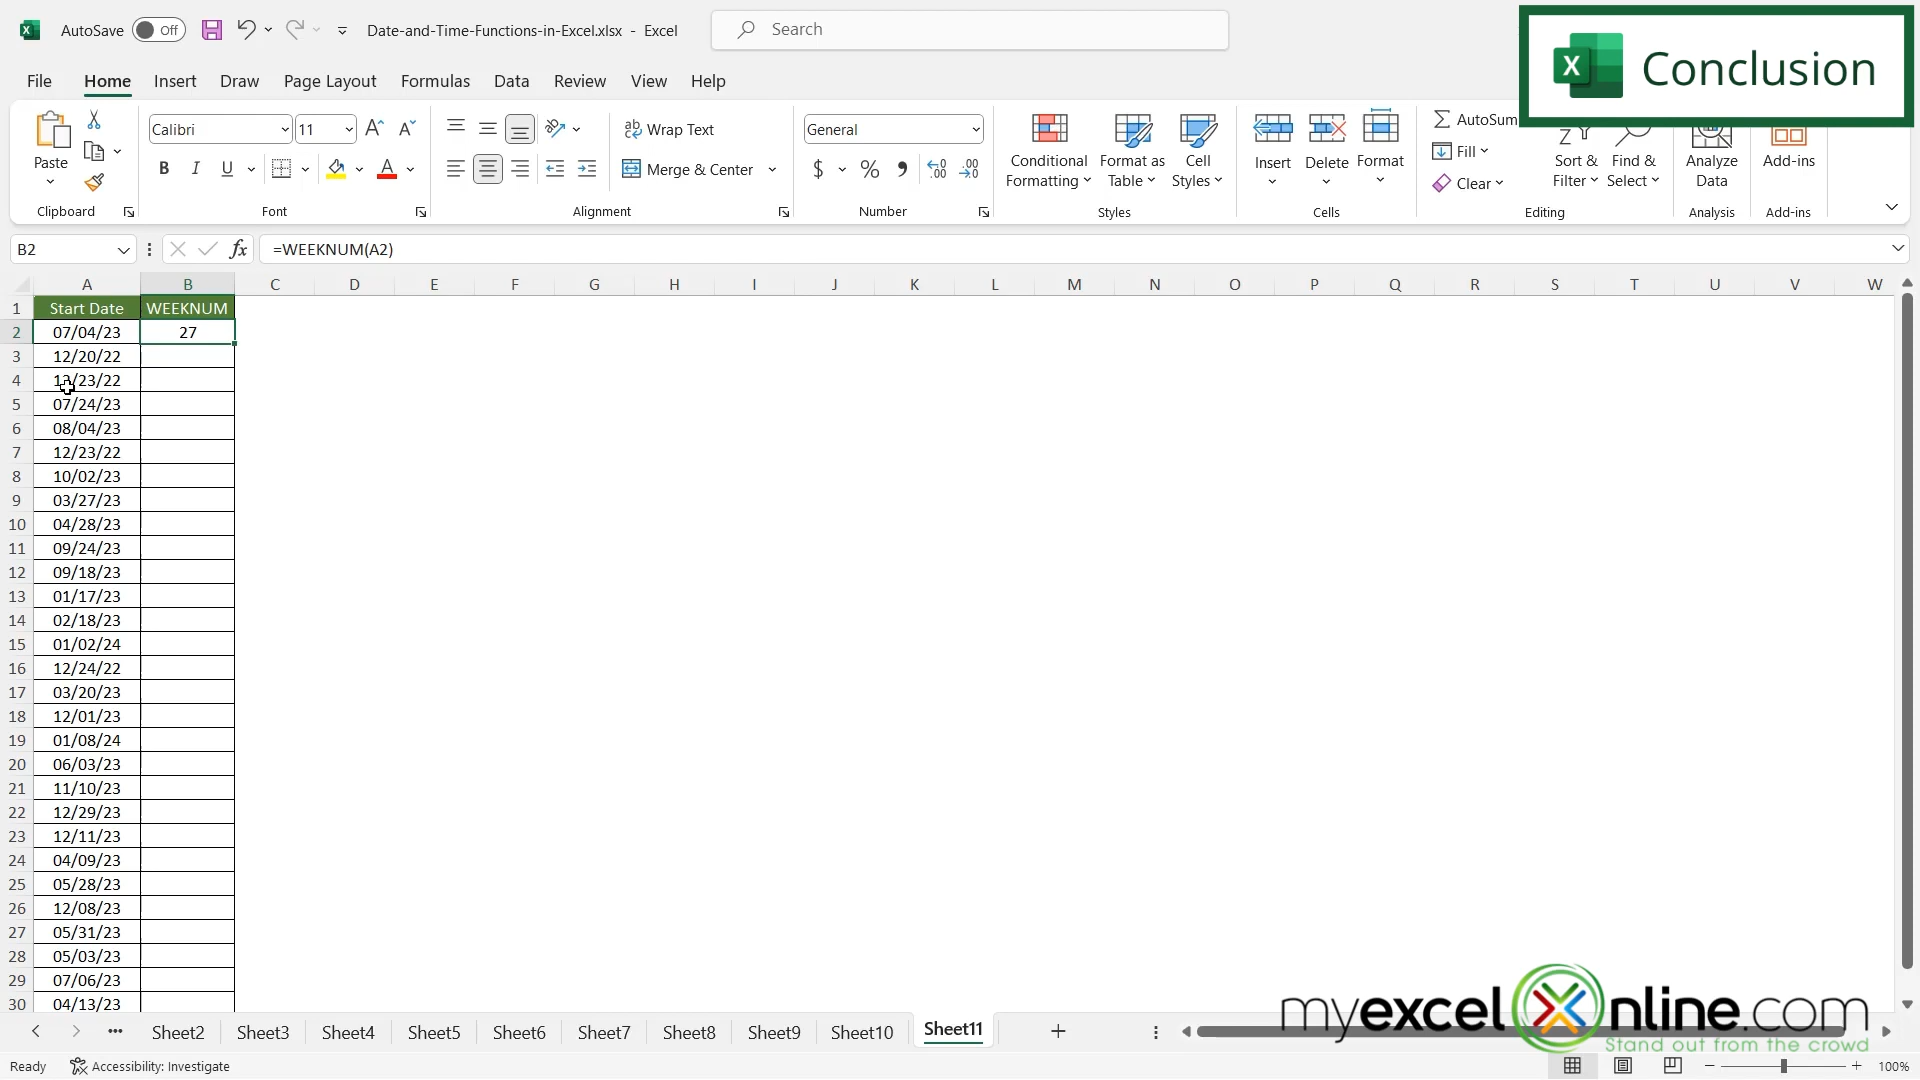 AutoSave Off Date-and-Time-Functions-in-Excel.xlsx - Excel Search
X Conclusion
File Home Insert Draw Page Layout Formulas Data Review View Help
Paste
Clipboard
Calibri 11
B I U
Font
Wrap Text
Merge & Center
Alignment
General
$ % 9 .00
Number
Conditional Formatting
Format as Table
Cell Styles
Styles
Insert Delete Format
Cells
AutoSum
Fill
Clear
Sort & Filter
Find & Select
Editing
Analyze Data
Analysis
Add-ins
Add-ins
B2 fx =WEEKNUM(A2)
A B C D E F G H I J K L M N O P Q R S T U V W
1 Start Date WEEKNUM
2 07/04/23 27
3 12/20/22
4 12/23/22
5 07/24/23
6 08/04/23
7 12/23/22
8 10/02/23
9 03/27/23
10 04/28/23
11 09/24/23
12 09/18/23
13 01/17/23
14 02/18/23
15 01/02/24
16 12/24/22
17 03/20/23
18 12/01/23
19 01/08/24
20 06/03/23
21 11/10/23
22 12/29/23
23 12/11/23
24 04/09/23
25 05/28/23
26 12/08/23
27 05/31/23
28 05/03/23
29 07/06/23
30 04/13/23
myexcelonline.com
Stand out from the crowd
Sheet2 Sheet3 Sheet4 Sheet5 Sheet6 Sheet7 Sheet8 Sheet9 Sheet10 Sheet11 +
Ready Accessibility: Investigate 100%